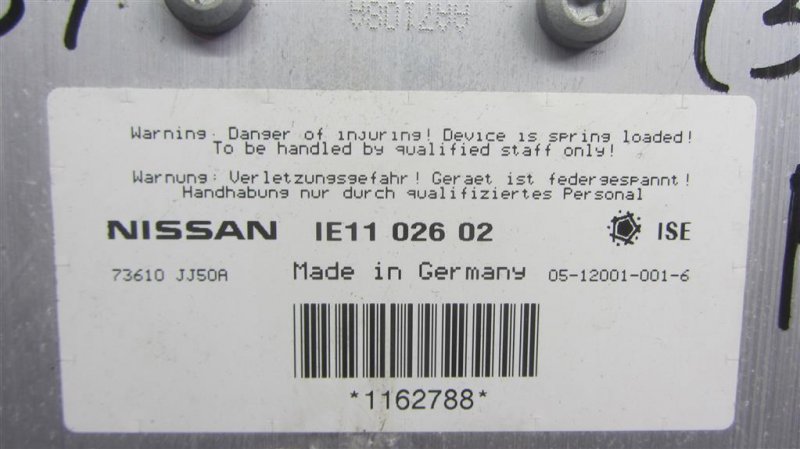 Warning: Danger of injuring! Device is spring loaded!
To be handled by qualified staff only!
Warnung: Verletzungsgefahr! Geraet ist federgespannt!
Handhabung nur durch qualifiziertes Personal
NISSAN IE11 026 02 ISE
73610 JJ50A Made in Germany 05-12001-001-6
*1162788*